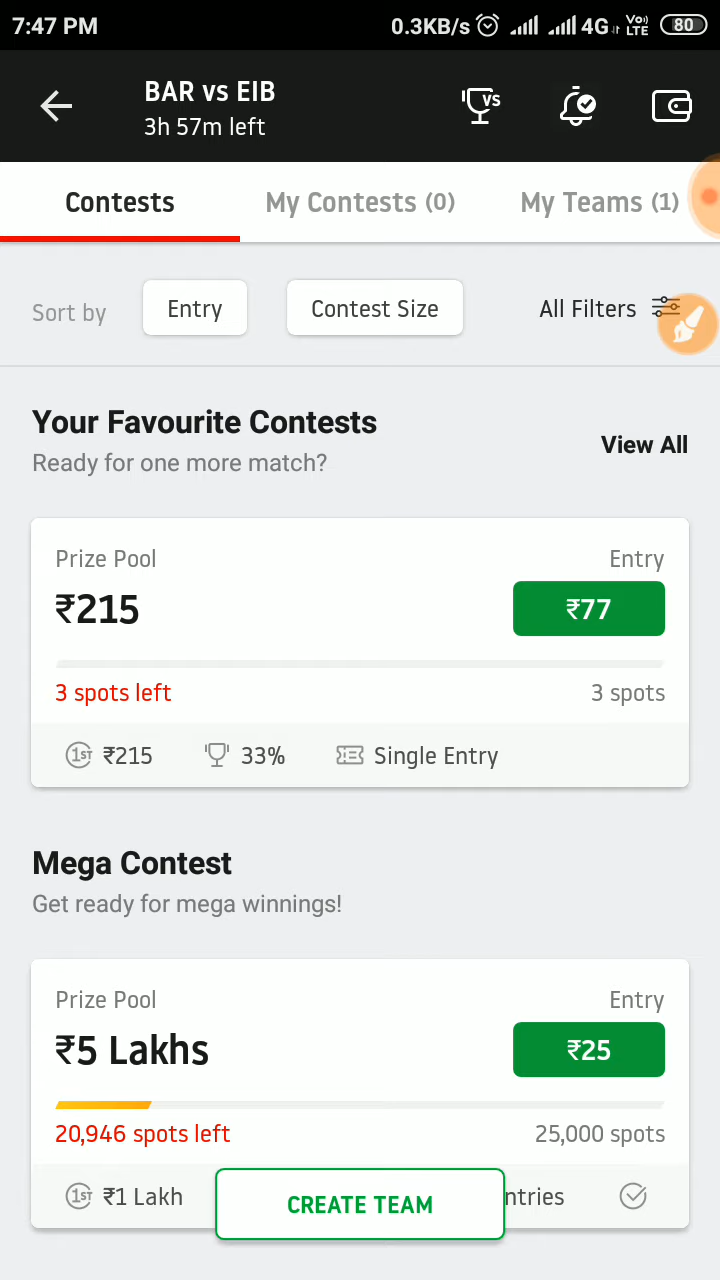 7:47 PM 0.3KB/s 4G Vo) LTE 80
BAR vs EIB
3h 57m left
VS
Contests My Contests (0) My Teams (1)
Sort by Entry Contest Size All Filters
Your Favourite Contests
Ready for one more match?
View All
Prize Pool Entry
₹215 ₹77
3 spots left 3 spots
1ST ₹215 33% Single Entry
Mega Contest
Get ready for mega winnings!
Prize Pool Entry
₹5 Lakhs ₹25
20,946 spots left 25,000 spots
1ST ₹1 Lakh ntries
CREATE TEAM